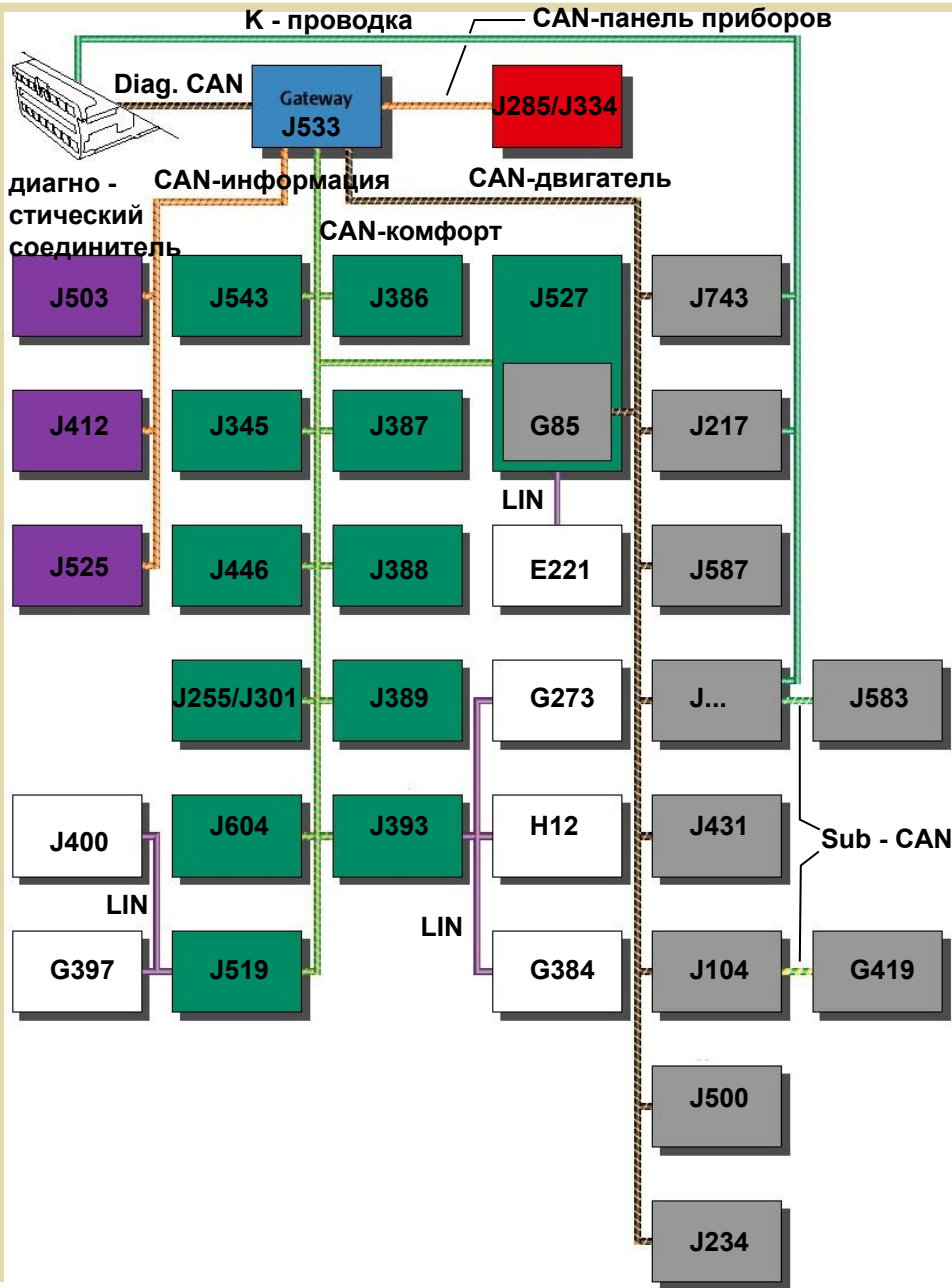 K - проводка
CAN-панель приборов
Diag. CAN
Gateway
J533
J285/J334
диагно -
стический
соединитель
CAN-информация
CAN-двигатель
CAN-комфорт
J503
J543
J386
J527
J743
J412
J345
J387
G85
J217
LIN
J525
J446
J388
E221
J587
J255/J301
J389
G273
J...
J583
J400
J604
J393
H12
J431
Sub - CAN
LIN
LIN
G397
J519
G384
J104
G419
J500
J234